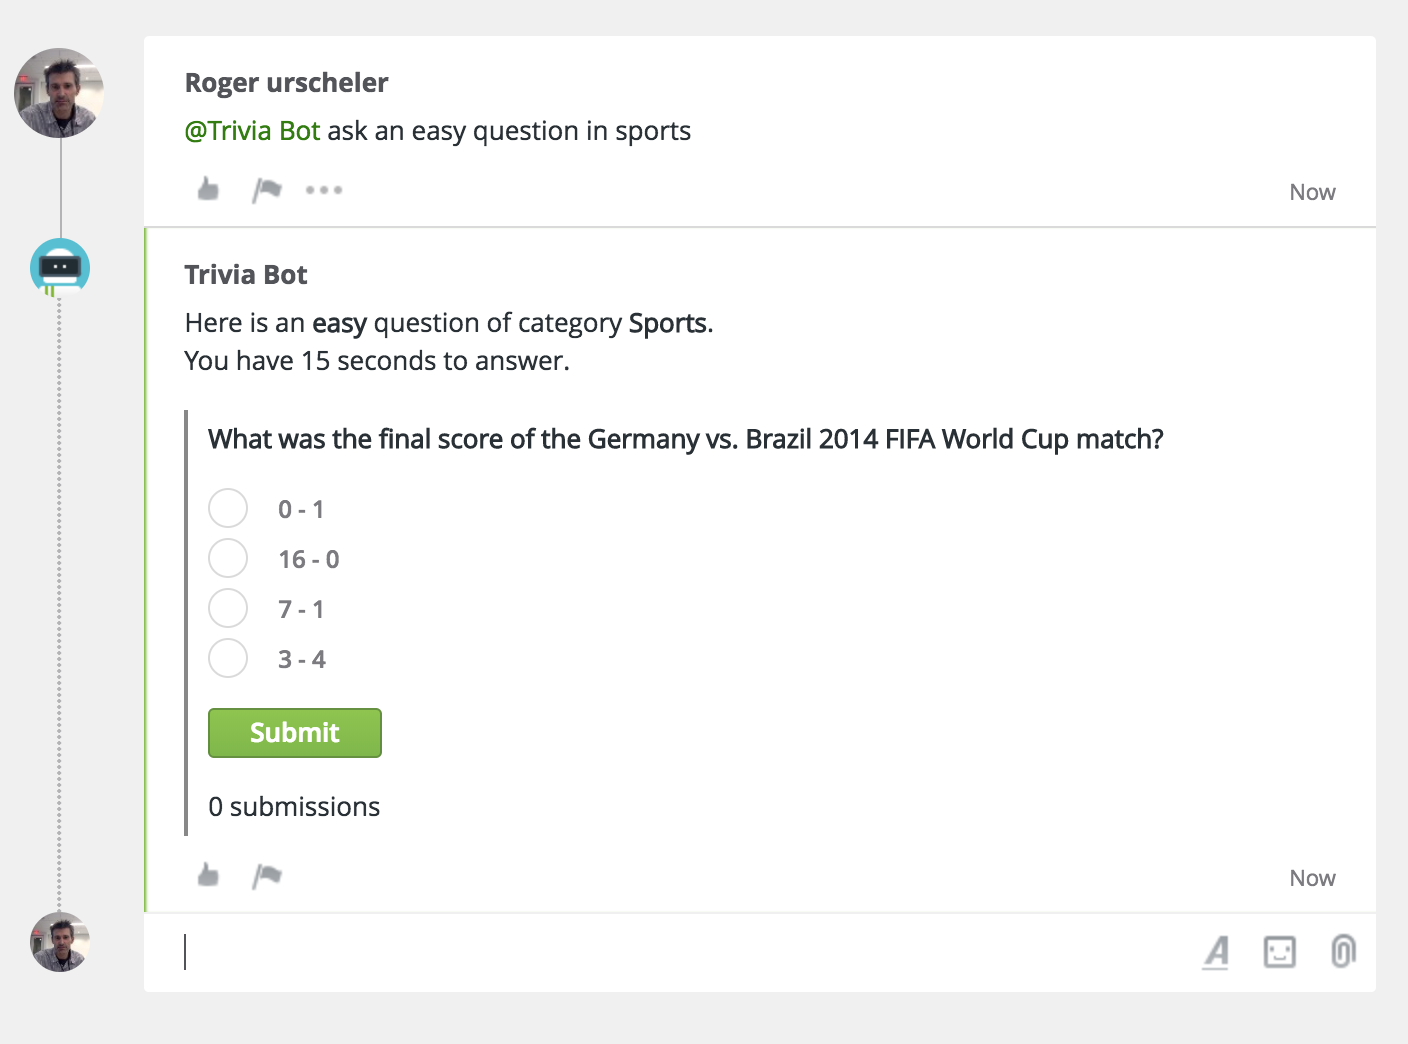 Roger urscheler
@Trivia Bot ask an easy question in sports
Now
Trivia Bot
Here is an easy question of category Sports.
You have 15 seconds to answer.
What was the final score of the Germany vs. Brazil 2014 FIFA World Cup match?
0 - 1
16 - 0
7 - 1
3 - 4
Submit
0 submissions
Now
A